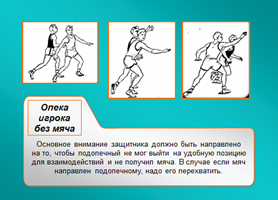 Опека
игрока
без мяча
Основное внимание защитника должно быть направлено
на то, чтобы подопечный не мог выйти на удобную позицию
для взаимодействий и не получил мяча. В случае если мяч
направлен подопечному, надо его перехватить.